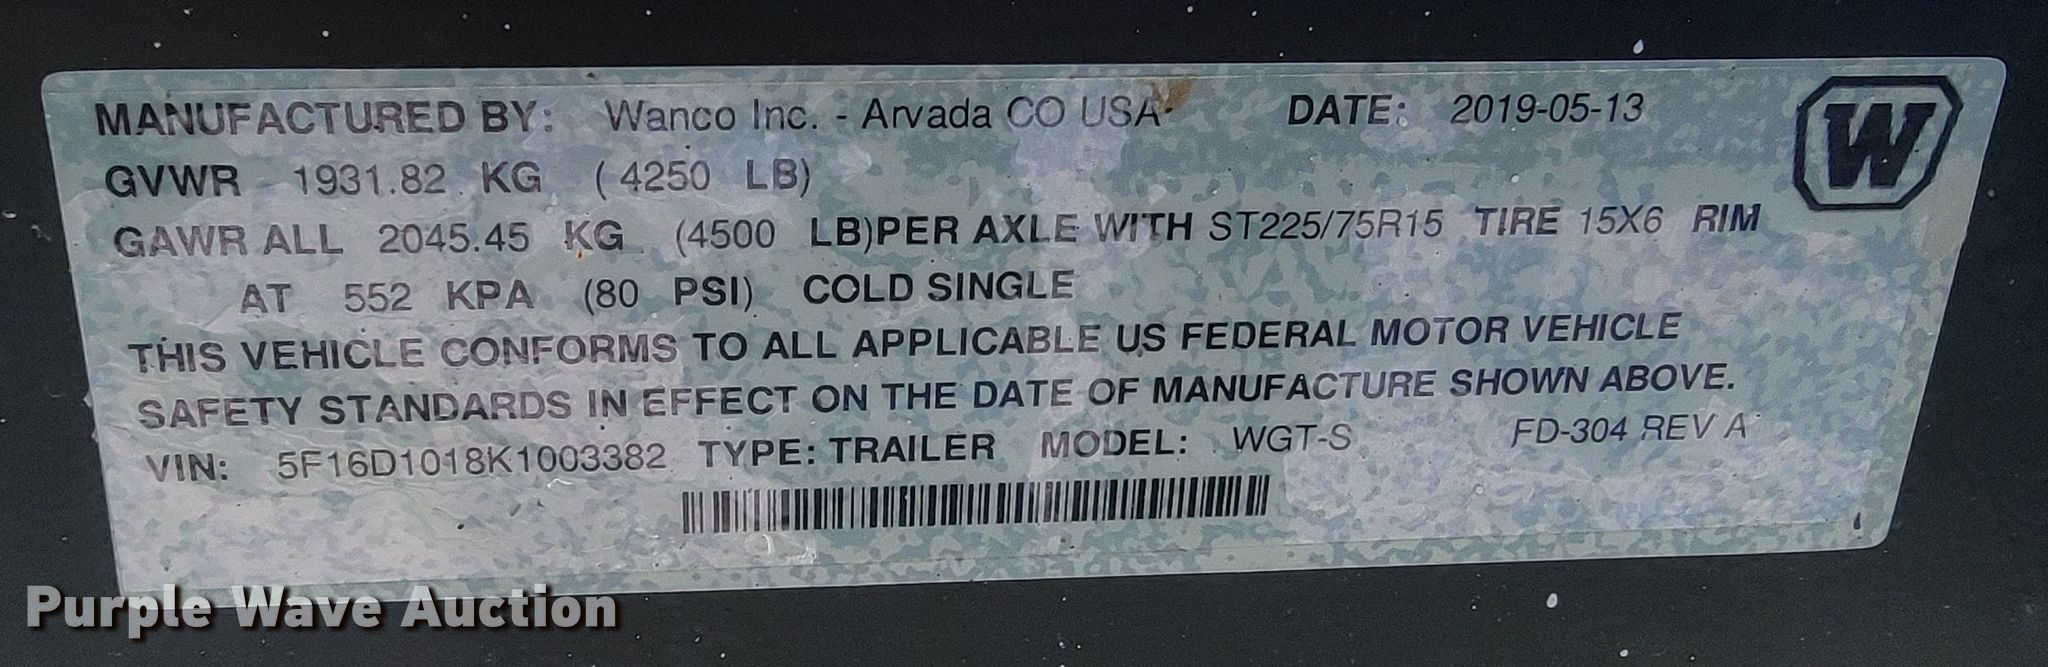 MANUFACTURED BY: Wanco Inc. - Arvada CO USA DATE: 2019-05-13
W
GVWR 1931.82 KG (4250 LB)
GAWR ALL 2045.45 KG (4500 LB)PER AXLE WITH ST225/75R15 TIRE 15X6 RIM
AT 552 KPA (80 PSI) COLD SINGLE
THIS VEHICLE CONFORMS TO ALL APPLICABLE US FEDERAL MOTOR VEHICLE
SAFETY STANDARDS IN EFFECT ON THE DATE OF MANUFACTURE SHOWN ABOVE.
VIN: 5F16D1018K1003382 TYPE: TRAILER MODEL: WGT-S FD-304 REV A
Purple Wave Auction